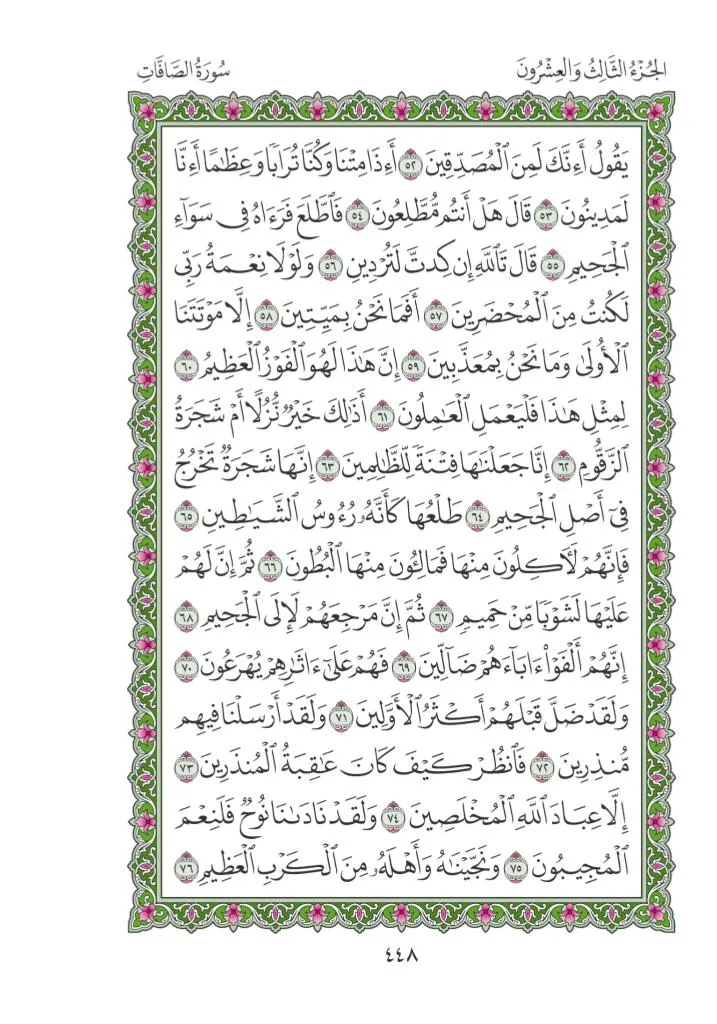 الجُزْءُ الثَّالِثُ وَالعِشْرُونَ
سُورَةُ الصَّافَّاتِ
يَقُولُ أَءِنَّكَ لَمِنَ ٱلْمُصَدِّقِينَ ٥٢ أَءِذَا مِتْنَا وَكُنَّا تُرَابًا وَعِظَٰمًا أَءِنَّا
لَمَدِينُونَ ٥٣ قَالَ هَلْ أَنتُم مُّطَّلِعُونَ ٥٤ فَٱطَّلَعَ فَرَءَاهُ فِى سَوَآءِ
ٱلْجَحِيمِ ٥٥ قَالَ تَٱللَّهِ إِن كِدتَّ لَتُرْدِينِ ٥٦ وَلَوْلَا نِعْمَةُ رَبِّى
لَكُنتُ مِنَ ٱلْمُحْضَرِينَ ٥٧ أَفَمَا نَحْنُ بِمَيِّتِينَ ٥٨ إِلَّا مَوْتَتَنَا
ٱلْأُولَىٰ وَمَا نَحْنُ بِمُعَذَّبِينَ ٥٩ إِنَّ هَٰذَا لَهُوَ ٱلْفَوْزُ ٱلْعَظِيمُ ٦٠
لِمِثْلِ هَٰذَا فَلْيَعْمَلِ ٱلْعَٰمِلُونَ ٦١ أَذَٰلِكَ خَيْرٌ نُّزُلًا أَمْ شَجَرَةُ
ٱلزَّقُّومِ ٦٢ إِنَّا جَعَلْنَٰهَا فِتْنَةً لِّلظَّٰلِمِينَ ٦٣ إِنَّهَا شَجَرَةٌ تَخْرُجُ
فِىٓ أَصْلِ ٱلْجَحِيمِ ٦٤ طَلْعُهَا كَأَنَّهُۥ رُءُوسُ ٱلشَّيَٰطِينِ ٦٥
فَإِنَّهُمْ لَءَاكِلُونَ مِنْهَا فَمَالِـُٔونَ مِنْهَا ٱلْبُطُونَ ٦٦ ثُمَّ إِنَّ لَهُمْ
عَلَيْهَا لَشَوْبًا مِّنْ حَمِيمٍ ٦٧ ثُمَّ إِنَّ مَرْجِعَهُمْ لَإِلَى ٱلْجَحِيمِ ٦٨
إِنَّهُمْ أَلْفَوْا۟ ءَابَآءَهُمْ ضَآلِّينَ ٦٩ فَهُمْ عَلَىٰٓ ءَاثَٰرِهِمْ يُهْرَعُونَ ٧٠
وَلَقَدْ ضَلَّ قَبْلَهُمْ أَكْثَرُ ٱلْأَوَّلِينَ ٧١ وَلَقَدْ أَرْسَلْنَا فِيهِم
مُّنذِرِينَ ٧٢ فَٱنظُرْ كَيْفَ كَانَ عَٰقِبَةُ ٱلْمُنذَرِينَ ٧٣
إِلَّا عِبَادَ ٱللَّهِ ٱلْمُخْلَصِينَ ٧٤ وَلَقَدْ نَادَىٰنَا نُوحٌ فَلَنِعْمَ
ٱلْمُجِيبُونَ ٧٥ وَنَجَّيْنَٰهُ وَأَهْلَهُۥ مِنَ ٱلْكَرْبِ ٱلْعَظِيمِ ٧٦
٤٤٨